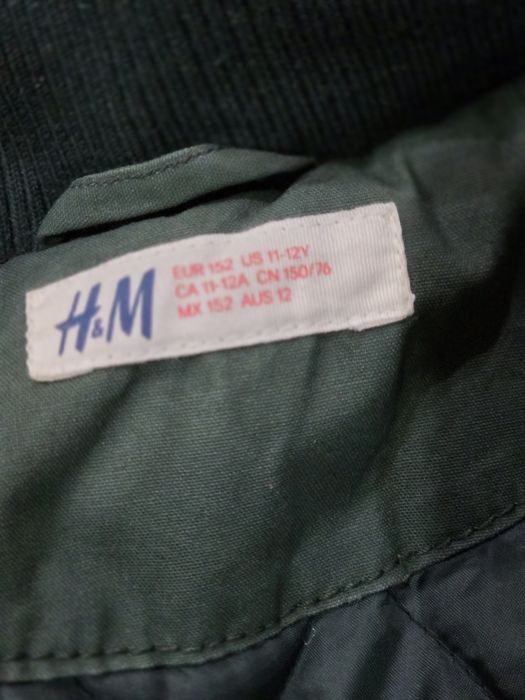 H&M
EUR 152 US 11-12Y
CA 11-12A CN 150/76
MX 152 AUS 12